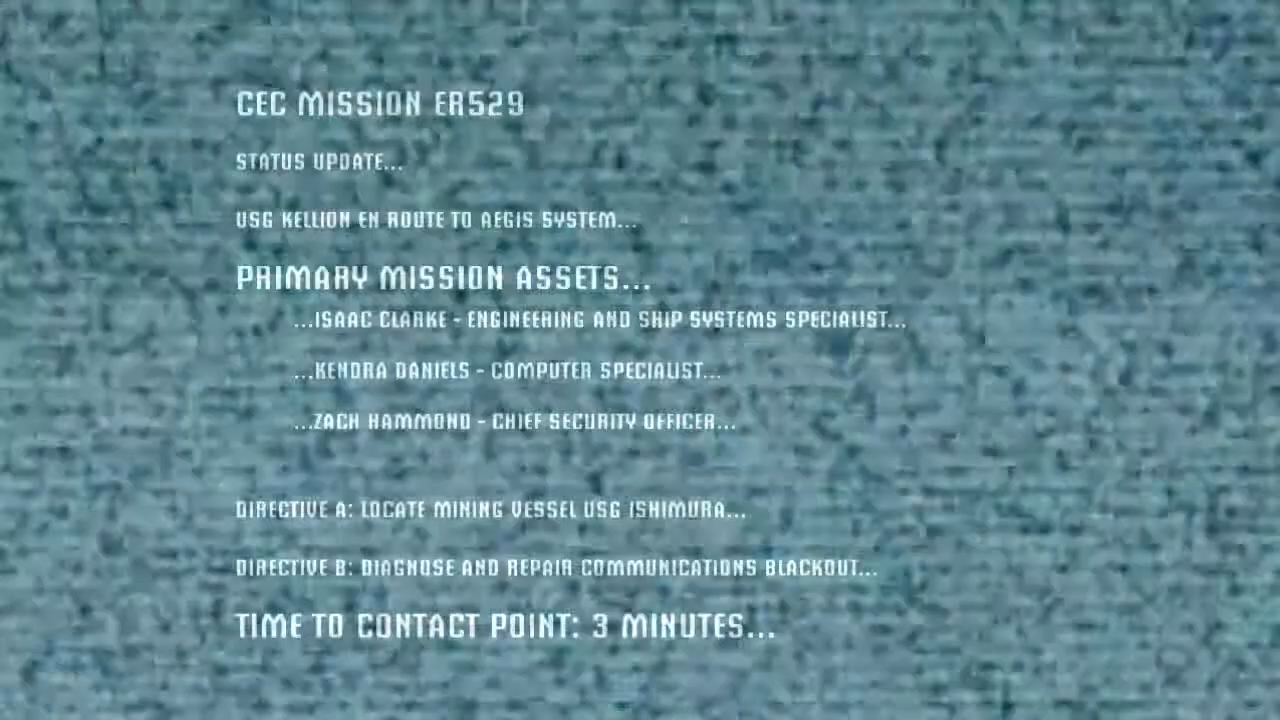 CEC MISSION ER529
STATUS UPDATE...
USG KELLION EN ROUTE TO AEGIS SYSTEM...
PRIMARY MISSION ASSETS...
...ISAAC CLARKE - ENGINEERING AND SHIP SYSTEMS SPECIALIST...
...KENDRA DANIELS - COMPUTER SPECIALIST...
...ZACH HAMMOND - CHIEF SECURITY OFFICER...
DIRECTIVE A: LOCATE MINING VESSEL USG ISHIMURA...
DIRECTIVE B: DIAGNOSE AND REPAIR COMMUNICATIONS BLACKOUT...
TIME TO CONTACT POINT: 3 MINUTES...